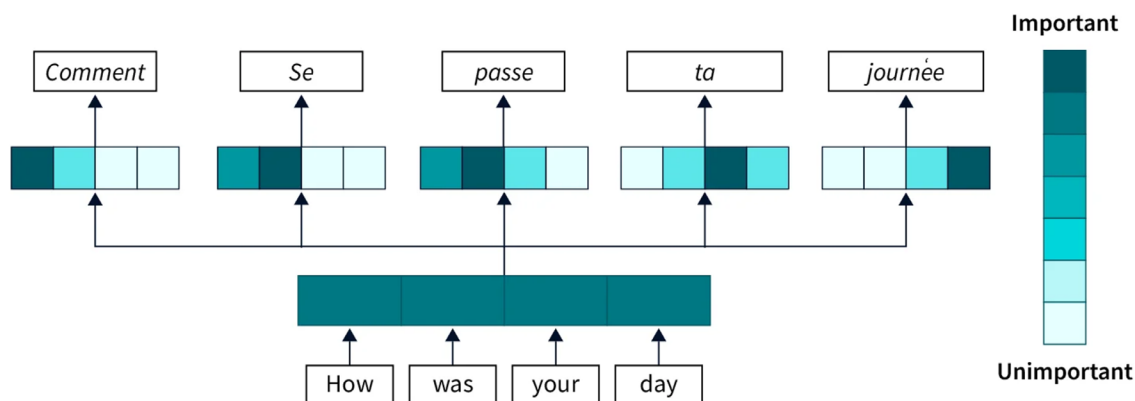 Important
Comment
Se
passe
ta
journée
How
was
your
day
Unimportant